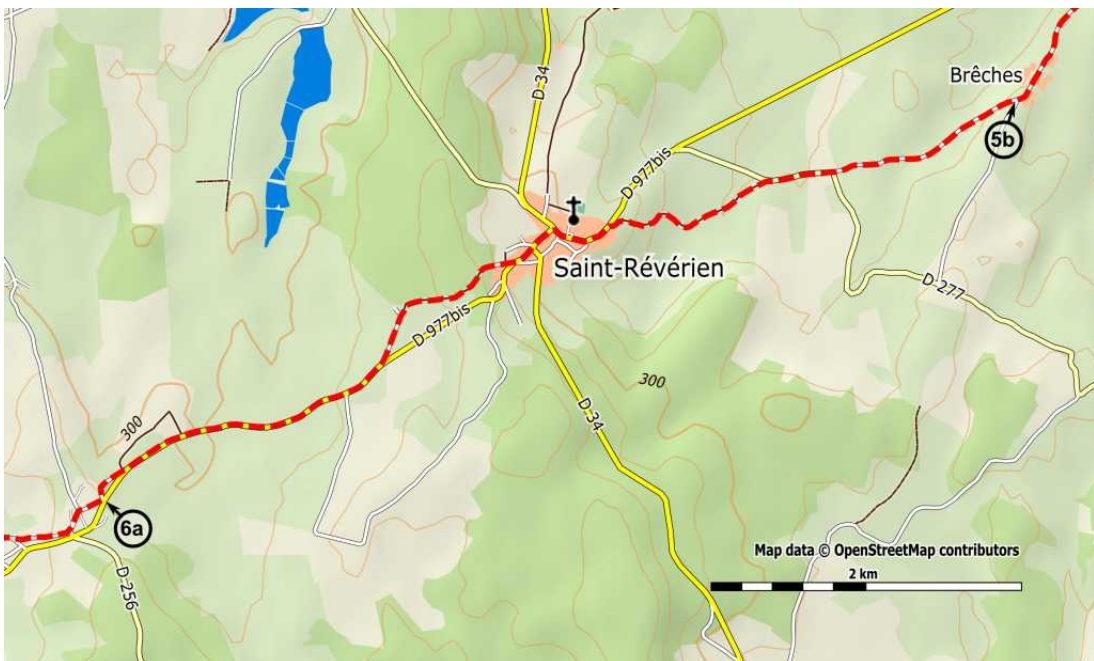 D-34
Brêches
5b
D-977bis
Saint-Révérien
D-277
D-977bis
300
D-34
300
6a
Map data © OpenStreetMap contributors
2 km
D-256